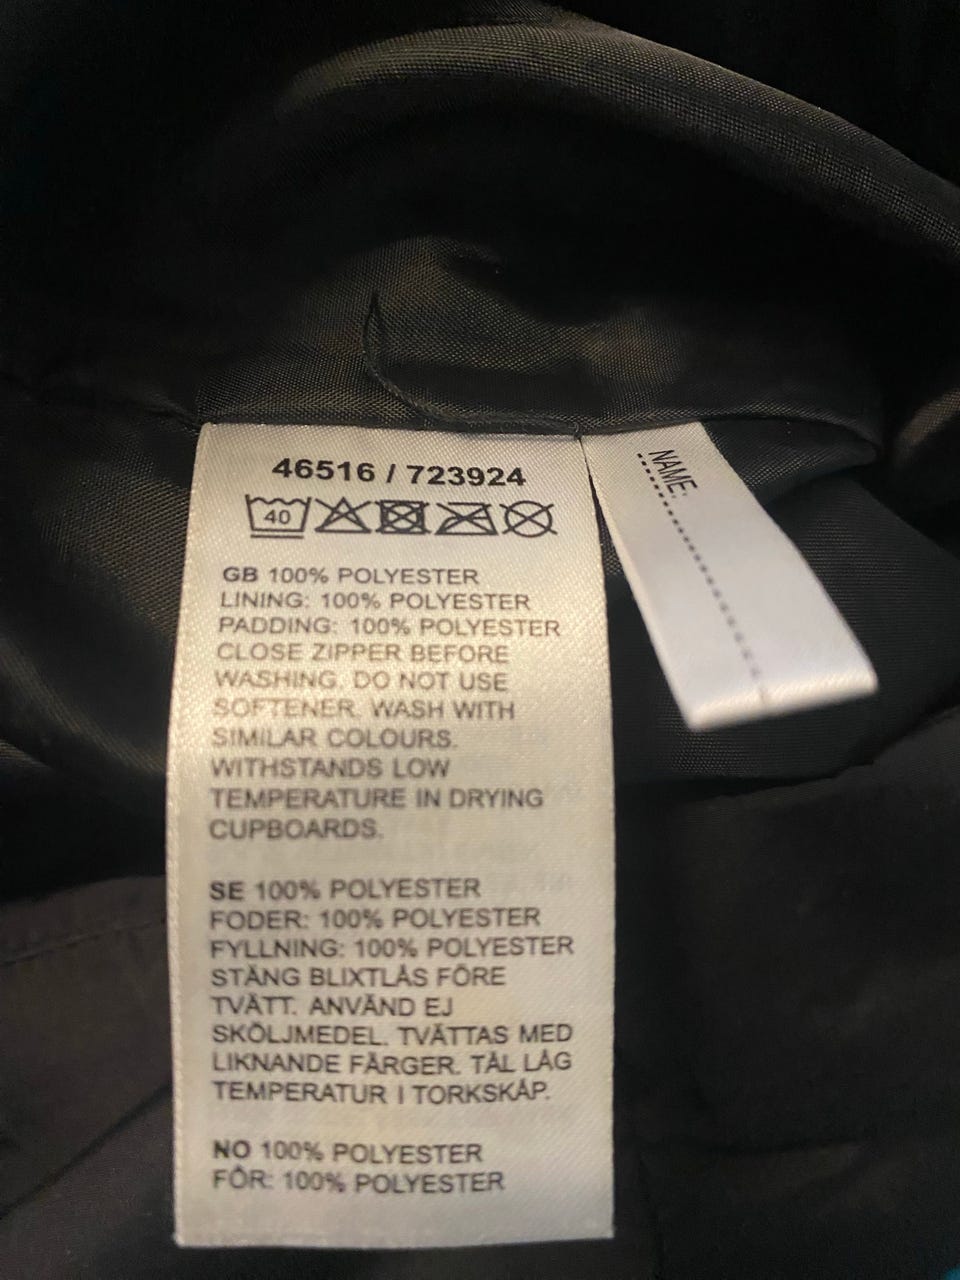 46516 / 723924
40
GB 100% POLYESTER
LINING: 100% POLYESTER
PADDING: 100% POLYESTER
CLOSE ZIPPER BEFORE
WASHING. DO NOT USE
SOFTENER. WASH WITH
SIMILAR COLOURS.
WITHSTANDS LOW
TEMPERATURE IN DRYING
CUPBOARDS.
SE 100% POLYESTER
FODER: 100% POLYESTER
FYLLNING: 100% POLYESTER
STÄNG BLIXTLÅS FÖRE
TVÄTT. ANVÄND EJ
SKÖLJMEDEL. TVÄTTAS MED
LIKNANDE FÄRGER. TÅL LÅG
TEMPERATUR I TORKSKÅP.
NO 100% POLYESTER
FÔR: 100% POLYESTER
NAME: